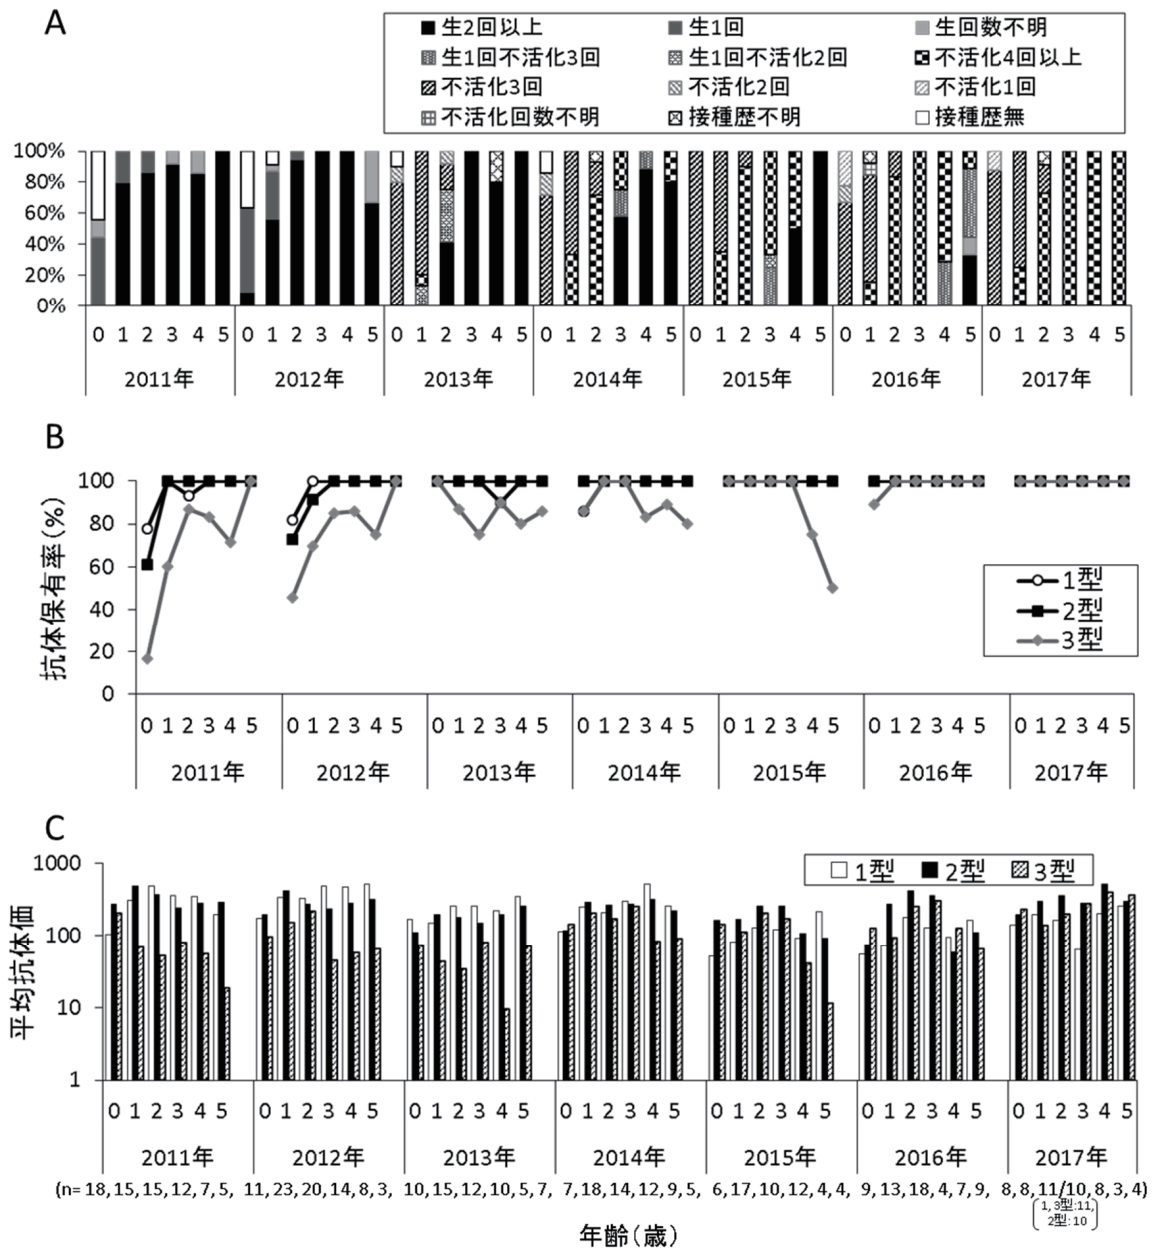 A
生2回以上 生1回 生回数不明
生1回不活化3回 生1回不活化2回 不活化4回以上
不活化3回 不活化2回 不活化1回
不活化回数不明 接種歴不明 接種歴無
100%
80%
60%
40%
20%
0%
0 1 2 3 4 5 0 1 2 3 4 5 0 1 2 3 4 5 0 1 2 3 4 5 0 1 2 3 4 5 0 1 2 3 4 5 0 1 2 3 4 5
2011年 2012年 2013年 2014年 2015年 2016年 2017年
B
抗体保有率(%)
100
80
60
40
20
0
1型
2型
3型
0 1 2 3 4 5 0 1 2 3 4 5 0 1 2 3 4 5 0 1 2 3 4 5 0 1 2 3 4 5 0 1 2 3 4 5 0 1 2 3 4 5
2011年 2012年 2013年 2014年 2015年 2016年 2017年
C
平均抗体価
1000
100
10
1
1型 2型 3型
0 1 2 3 4 5 0 1 2 3 4 5 0 1 2 3 4 5 0 1 2 3 4 5 0 1 2 3 4 5 0 1 2 3 4 5 0 1 2 3 4 5
2011年 2012年 2013年 2014年 2015年 2016年 2017年
(n= 18, 15, 15, 12, 7, 5, 11, 23, 20, 14, 8, 3, 10, 15, 12, 10, 5, 7, 7, 18, 14, 12, 9, 5, 6, 17, 10, 12, 4, 4, 9, 13, 18, 4, 7, 9, 8, 8, 11/10, 8, 3, 4)
(1, 3型:11,
2型: 10)
年齢(歳)